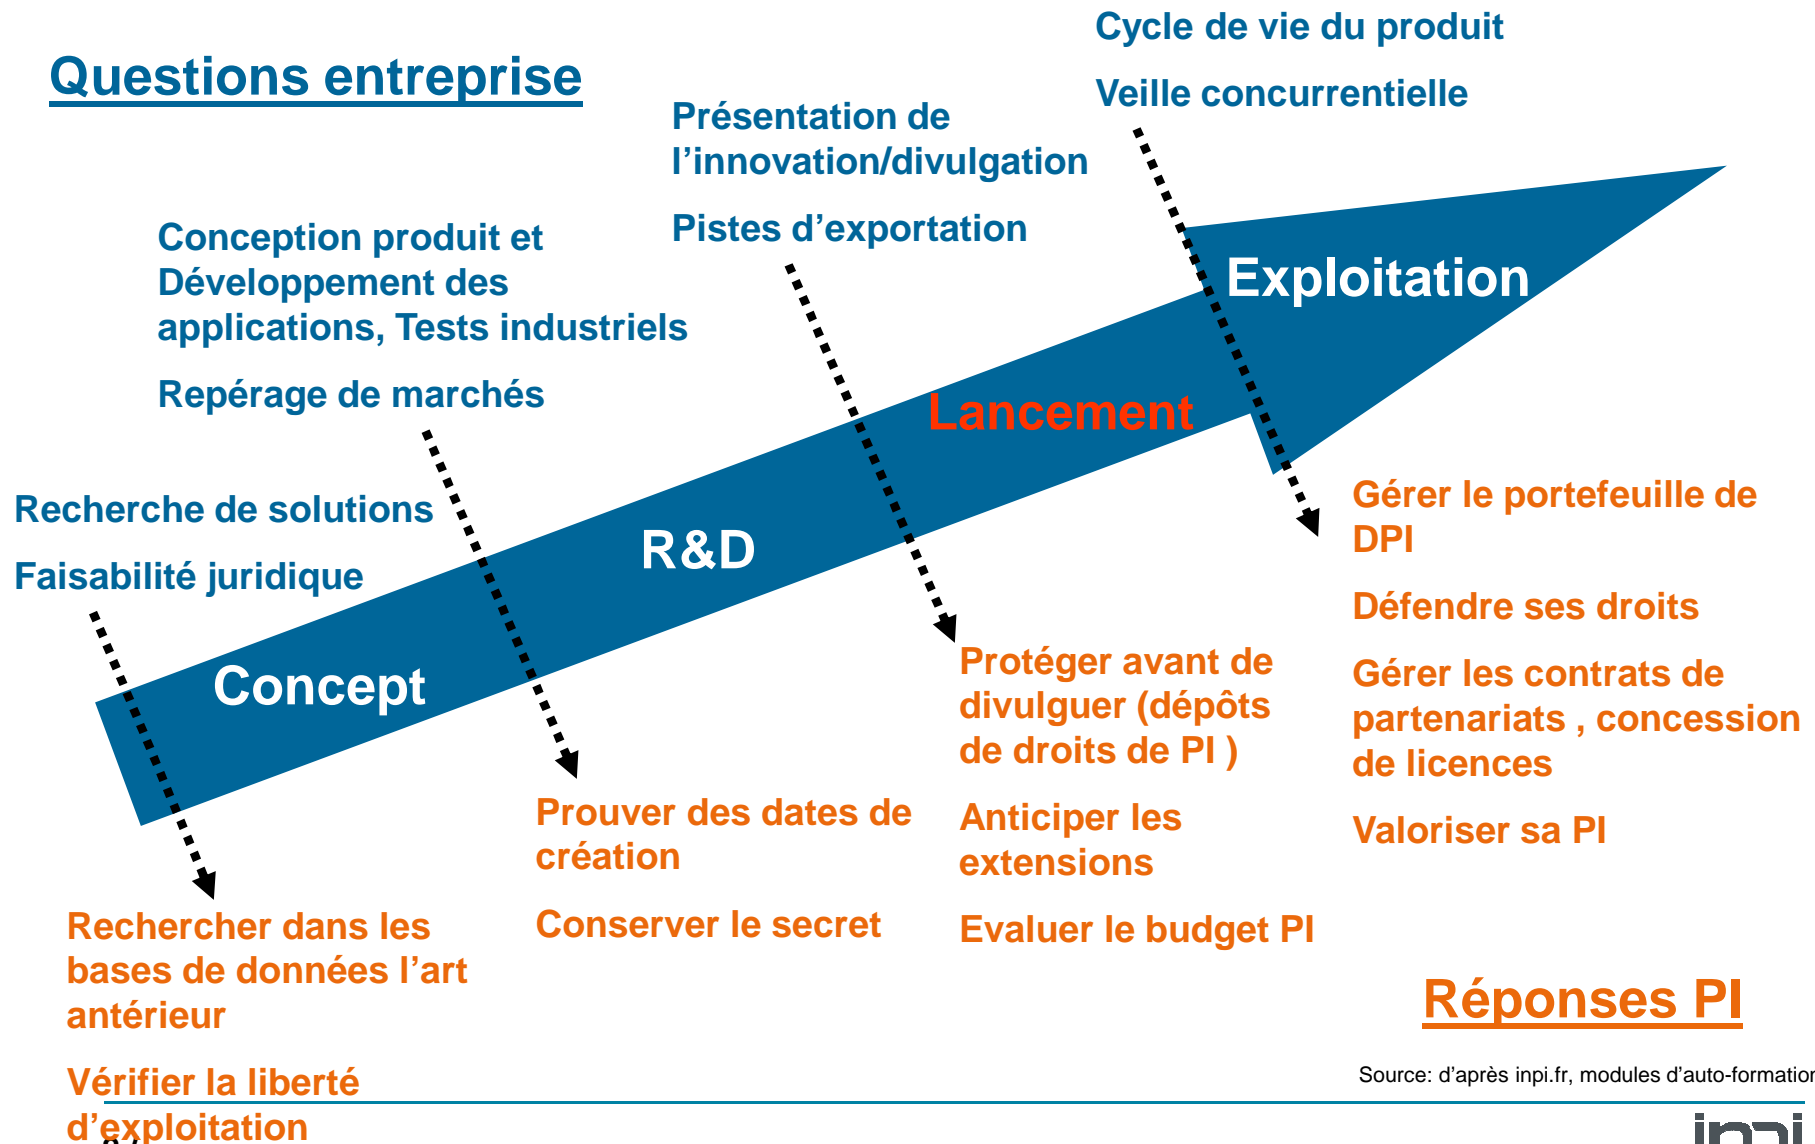 Questions entreprise
Cycle de vie du produit
Veille concurrentielle
Présentation de
l’innovation/divulgation
Pistes d’exportation
Conception produit et
Développement des
applications, Tests industriels
Repérage de marchés
Recherche de solutions
Faisabilité juridique
Exploitation
Lancement
R&D
Concept
Rechercher dans les
bases de données l’art
antérieur
Vérifier la liberté
d’exploitation
Prouver des dates de
création
Conserver le secret
Protéger avant de
divulguer (dépôts
de droits de PI )
Anticiper les
extensions
Evaluer le budget PI
Gérer le portefeuille de
DPI
Défendre ses droits
Gérer les contrats de
partenariats , concession
de licences
Valoriser sa PI
Réponses PI
Source: d’après inpi.fr, modules d’auto-formation
inpi